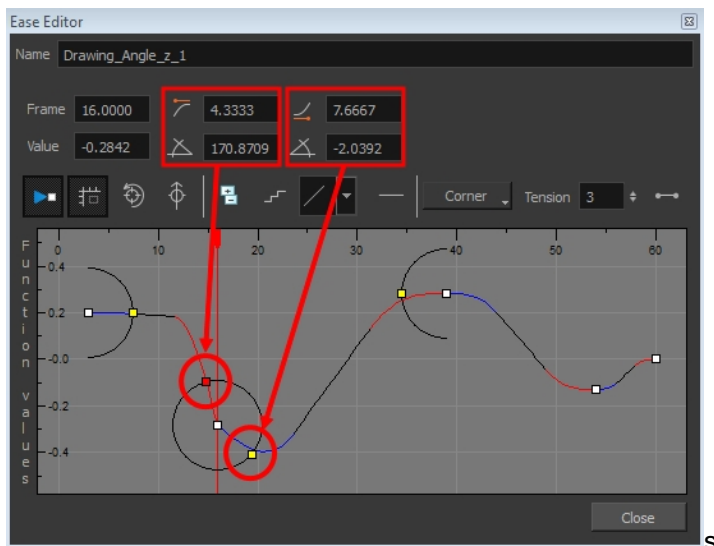 Ease Editor
Name Drawing_Angle_z_1
Frame 16.0000 4.3333 7.6667
Value -0.2842 170.8709 -2.0392
Corner Tension 3
0 10 20 30 40 50 60
Function values
-0.4
-0.2
-0.0
-0.2
-0.4
Close
s